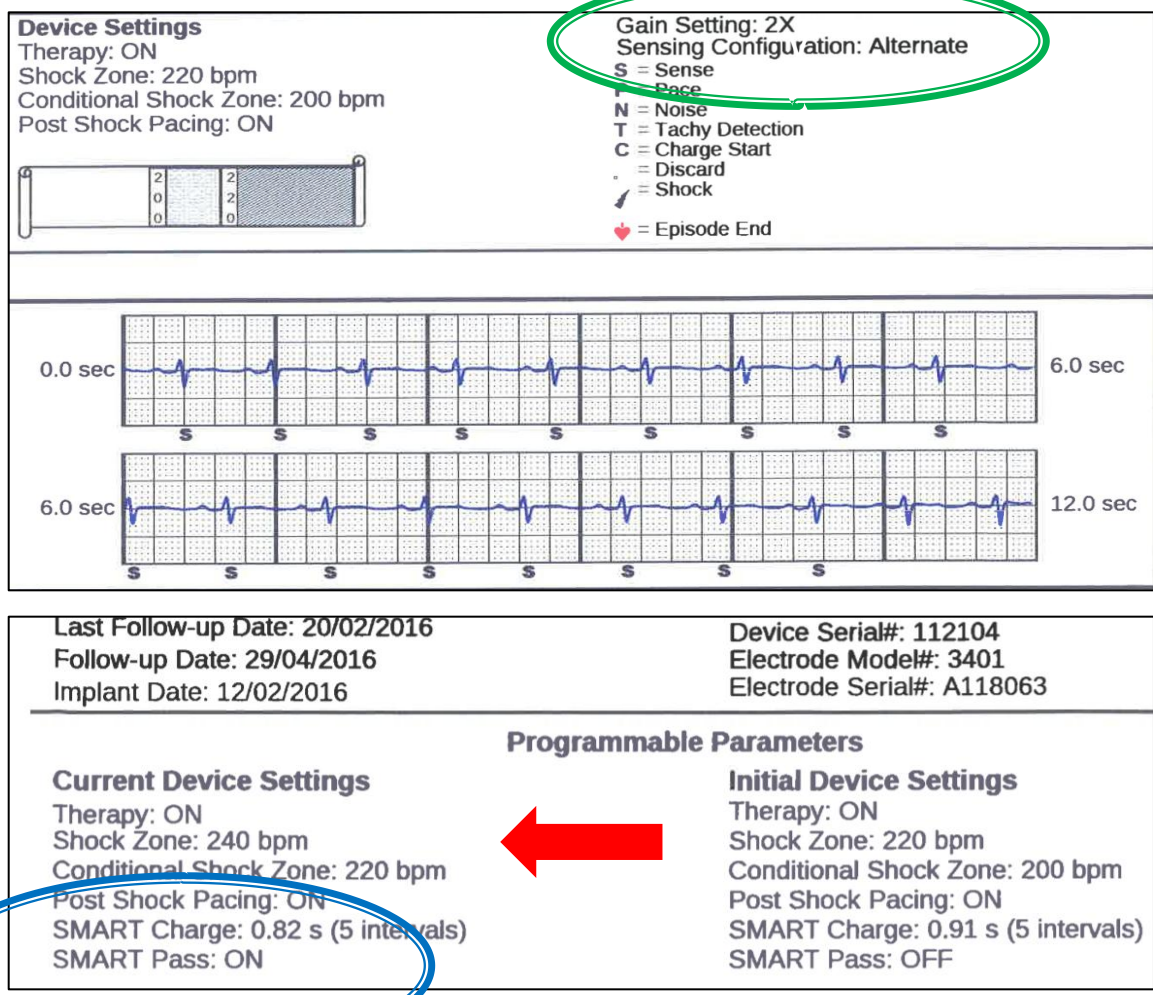 Device Settings
Therapy: ON
Shock Zone: 220 bpm
Conditional Shock Zone: 200 bpm
Post Shock Pacing: ON
200
220
Gain Setting: 2X
Sensing Configuration: Alternate
S = Sense
P = Pace
N = Noise
T = Tachy Detection
C = Charge Start
. = Discard
= Shock
= Episode End
0.0 sec
6.0 sec
S S S S S S S S S
6.0 sec
12.0 sec
S S S S S S S S
Last Follow-up Date: 20/02/2016
Follow-up Date: 29/04/2016
Implant Date: 12/02/2016
Device Serial#: 112104
Electrode Model#: 3401
Electrode Serial#: A118063
Programmable Parameters
Current Device Settings
Therapy: ON
Shock Zone: 240 bpm
Conditional Shock Zone: 220 bpm
Post Shock Pacing: ON
SMART Charge: 0.82 s (5 intervals)
SMART Pass: ON
Initial Device Settings
Therapy: ON
Shock Zone: 220 bpm
Conditional Shock Zone: 200 bpm
Post Shock Pacing: ON
SMART Charge: 0.91 s (5 intervals)
SMART Pass: OFF